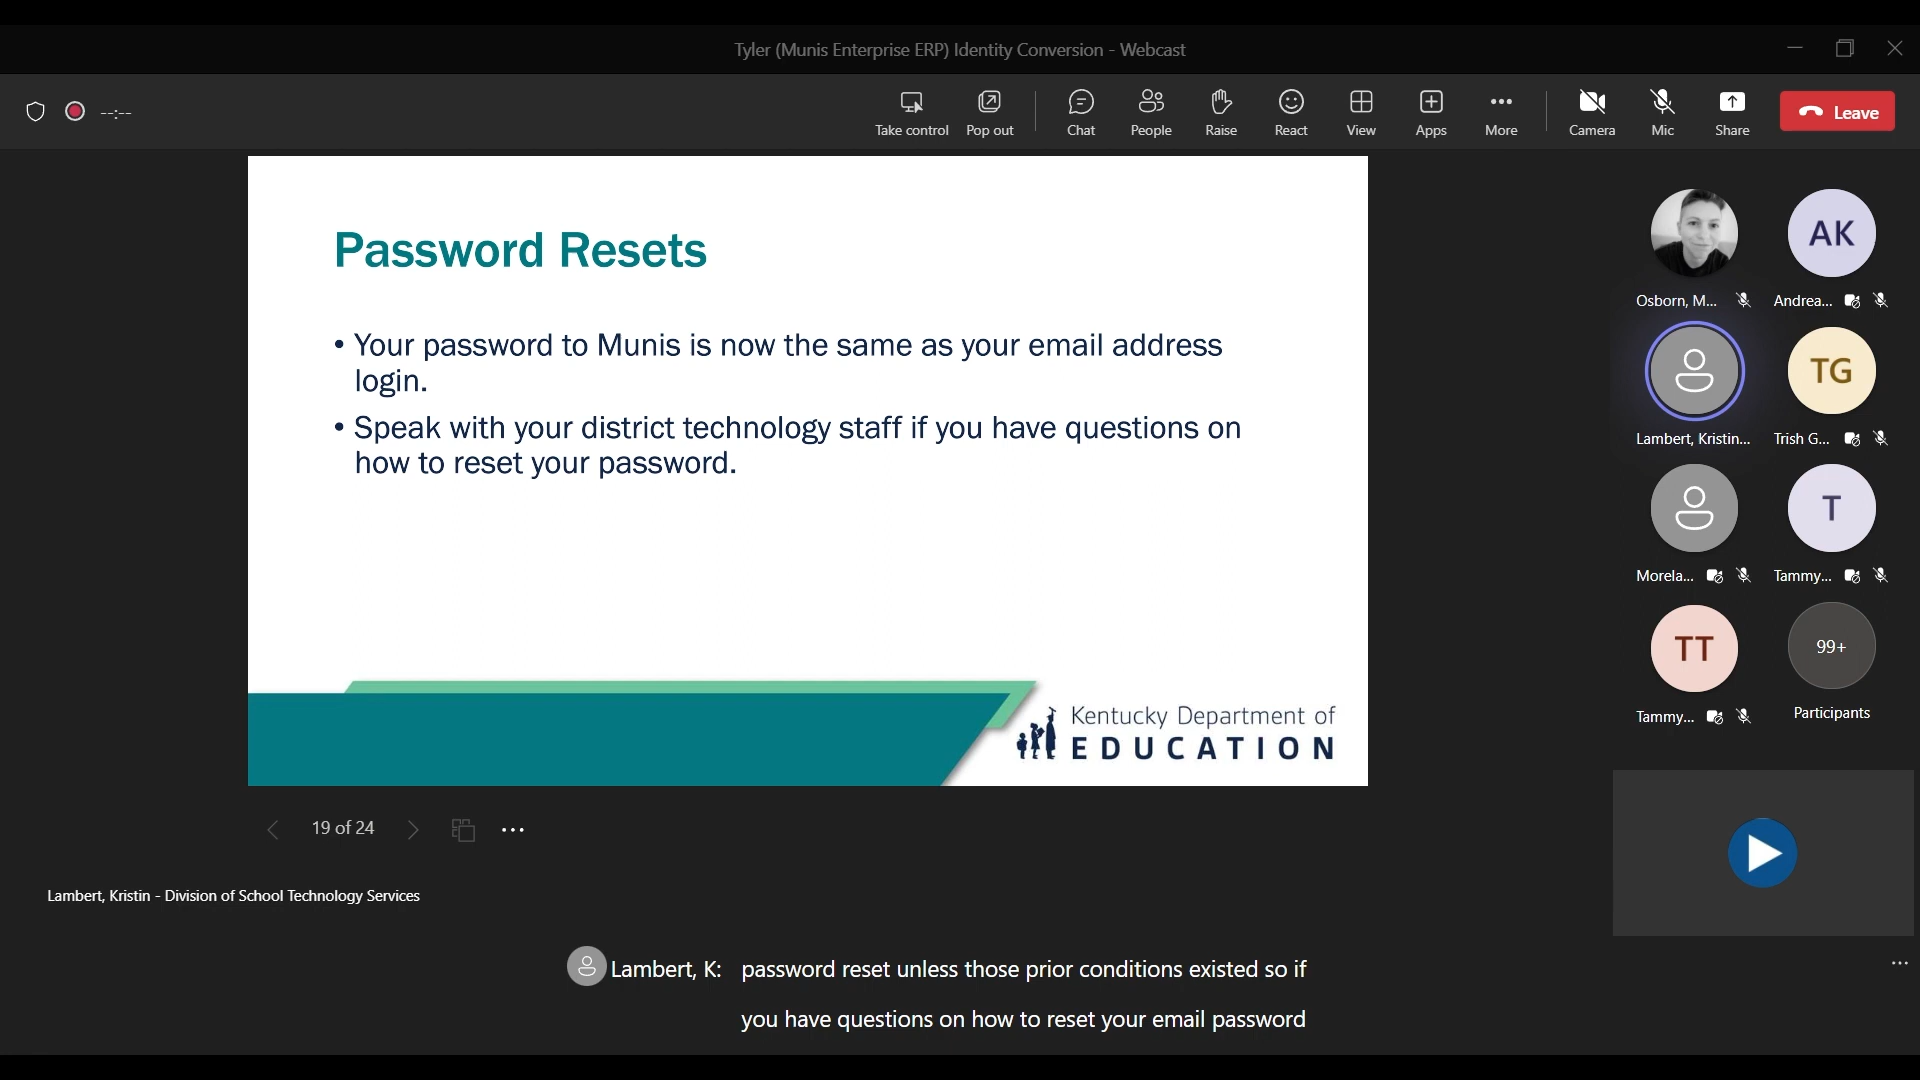 Tyler (Munis Enterprise ERP) Identity Conversion - Webcast
--:--
Take control
Pop out
Chat
People
Raise
React
View
Apps
More
Camera
Mic
Share
Leave
Password Resets
• Your password to Munis is now the same as your email address
login.
• Speak with your district technology staff if you have questions on
how to reset your password.
Kentucky Department of
EDUCATION
AK
Osborn, M...
Andrea...
TG
Lambert, Kristin...
Trish G...
T
Morela...
Tammy...
TT
99+
Tammy...
Participants
19 of 24
Lambert, Kristin - Division of School Technology Services
Lambert, K: password reset unless those prior conditions existed so if
you have questions on how to reset your email password